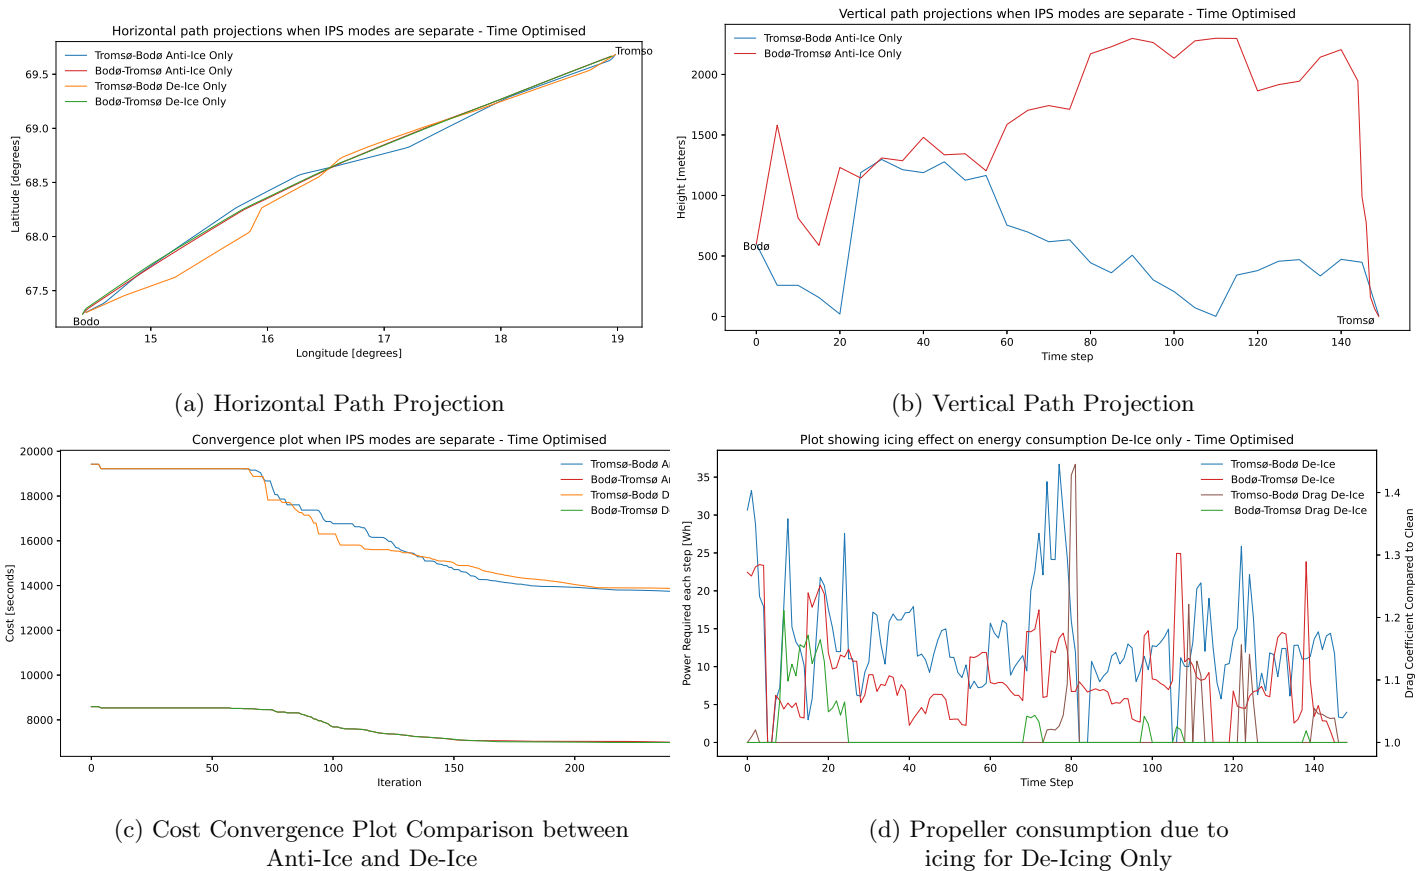 Horizontal path projections when IPS modes are separate - Time Optimised
Tromsø-Bodø Anti-Ice Only
Bodø-Tromsø Anti-Ice Only
Tromsø-Bodø De-Ice Only
Bodø-Tromsø De-Ice Only
Tromso
Bodo
69.5
69.0
68.5
68.0
67.5
Latitude [degrees]
15 16 17 18 19
Longitude [degrees]
(a) Horizontal Path Projection
Vertical path projections when IPS modes are separate - Time Optimised
Tromsø-Bodø Anti-Ice Only
Bodø-Tromsø Anti-Ice Only
2000
1500
1000
500
0
Height [meters]
Bodø
Tromsø
0 20 40 60 80 100 120 140
Time step
(b) Vertical Path Projection
Convergence plot when IPS modes are separate - Time Optimised
Tromsø-Bodø A
Bodø-Tromsø A
Tromsø-Bodø D
Bodø-Tromsø D
20000
18000
16000
14000
12000
10000
8000
Cost [seconds]
0 50 100 150 200
Iteration
(c) Cost Convergence Plot Comparison between
Anti-Ice and De-Ice
Plot showing icing effect on energy consumption De-Ice only - Time Optimised
Tromsø-Bodø De-Ice
Bodø-Tromsø De-Ice
Tromso-Bodø Drag De-Ice
Bodø-Tromsø Drag De-Ice
35
30
25
20
15
10
5
0
Power Required each step [Wh]
1.4
1.3
1.2
1.1
1.0
Drag Coefficient Compared to Clean
0 20 40 60 80 100 120 140
Time Step
(d) Propeller consumption due to
icing for De-Icing Only